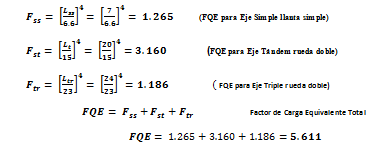 F_ss = [L_ss/6.6]^4 = [7/6.6]^4 = 1.265 (FQE para Eje Simple llanta simple)
F_st = [L_s/15]^4 = [20/15]^4 = 3.160 (FQE para Eje Tándem rueda doble)
F_tr = [L_tr/23]^4 = [24/23]^4 = 1.186 ( FQE para Eje Triple rueda doble)
FQE = F_ss + F_st + F_tr Factor de Carga Equivalente Total
FQE = 1.265 + 3.160 + 1.186 = 5.611